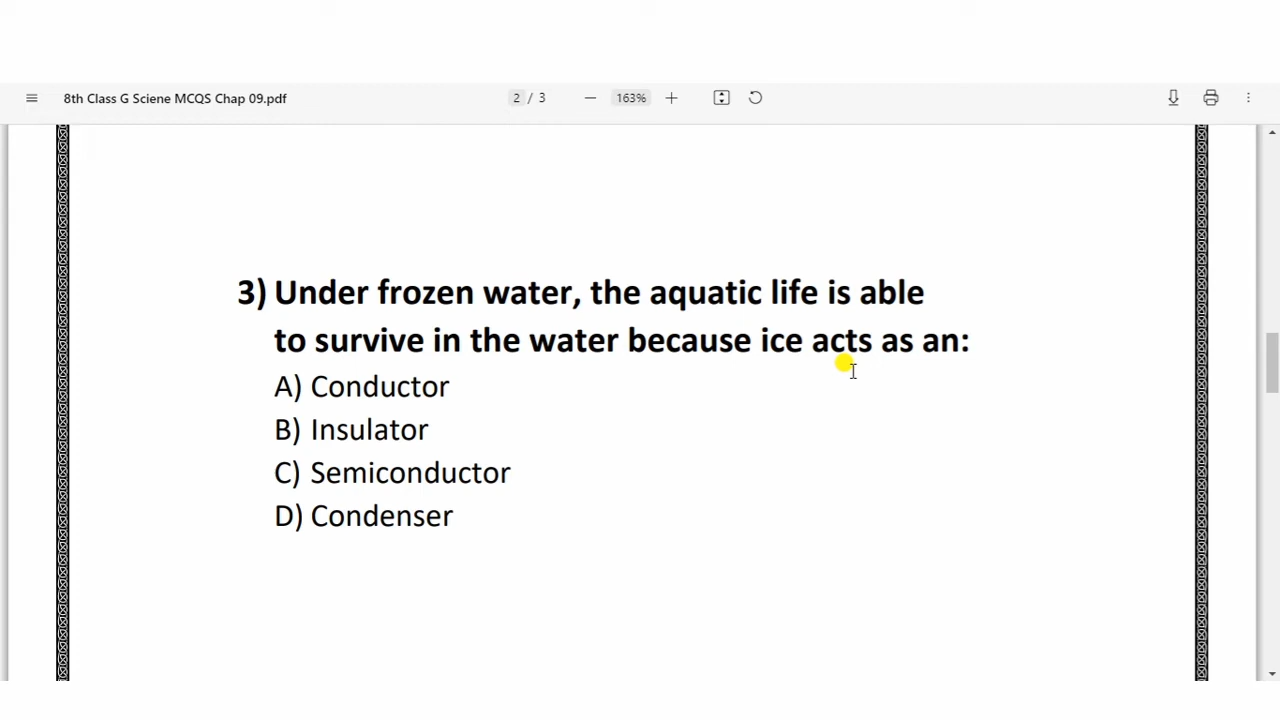 8th Class G Sciene MCQS Chap 09.pdf 2 / 3 163%
3) Under frozen water, the aquatic life is able
to survive in the water because ice acts as an:
A) Conductor
B) Insulator
C) Semiconductor
D) Condenser